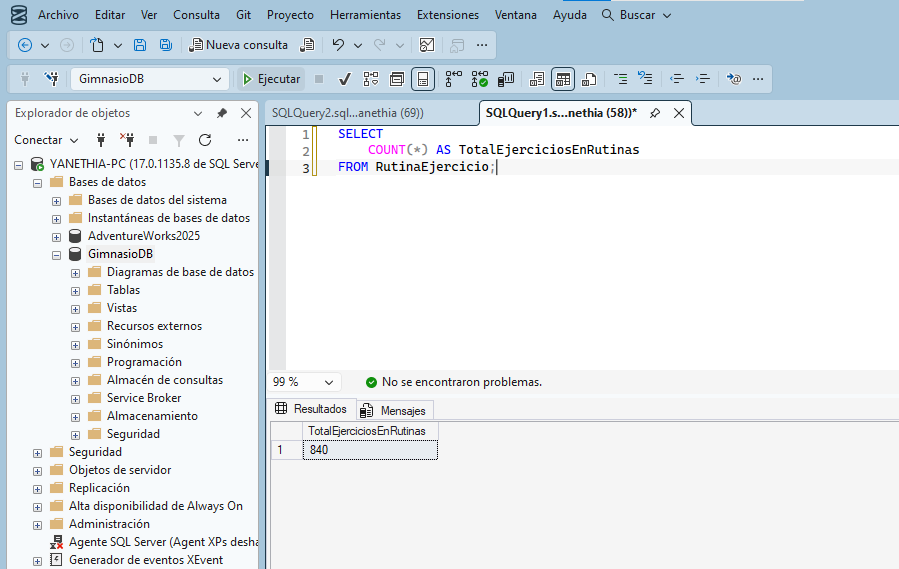 Archivo Editar Ver Consulta Git Proyecto Herramientas Extensiones Ventana Ayuda Buscar
Nueva consulta
GimnasioDB Ejecutar
Explorador de objetos
Conectar
YANETHIA-PC (17.0.1135.8 de SQL Serve
Bases de datos
Bases de datos del sistema
Instantáneas de bases de datos
AdventureWorks2025
GimnasioDB
Diagramas de base de datos
Tablas
Vistas
Recursos externos
Sinónimos
Programación
Almacén de consultas
Service Broker
Almacenamiento
Seguridad
Seguridad
Objetos de servidor
Replicación
Alta disponibilidad de Always On
Administración
Agente SQL Server (Agent XPs desha
Generador de eventos XEvent
SQLQuery2.sql...anethia (69)) SQLQuery1.s...nethia (58))*
1 SELECT
2 COUNT(*) AS TotalEjerciciosEnRutinas
3 FROM RutinaEjercicio;
99 % No se encontraron problemas.
Resultados Mensajes
TotalEjerciciosEnRutinas
1 840